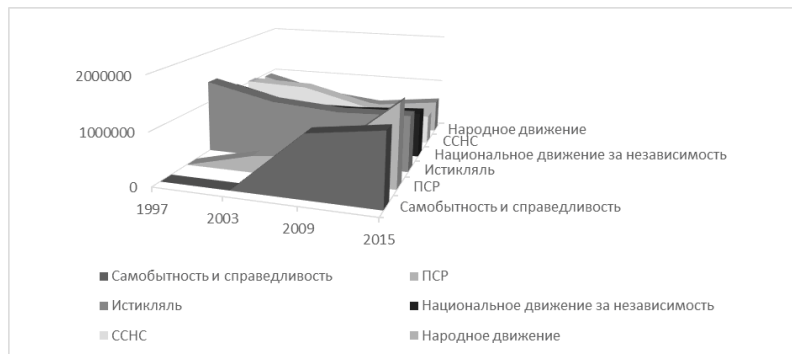 2000000
1000000
0
1997
2003
2009
2015
Народное движение
ССНС
Национальное движение за независимость
Истикляль
ПСР
Самобытность и справедливость
Самобытность и справедливость
ПСР
Истикляль
Национальное движение за независимость
ССНС
Народное движение